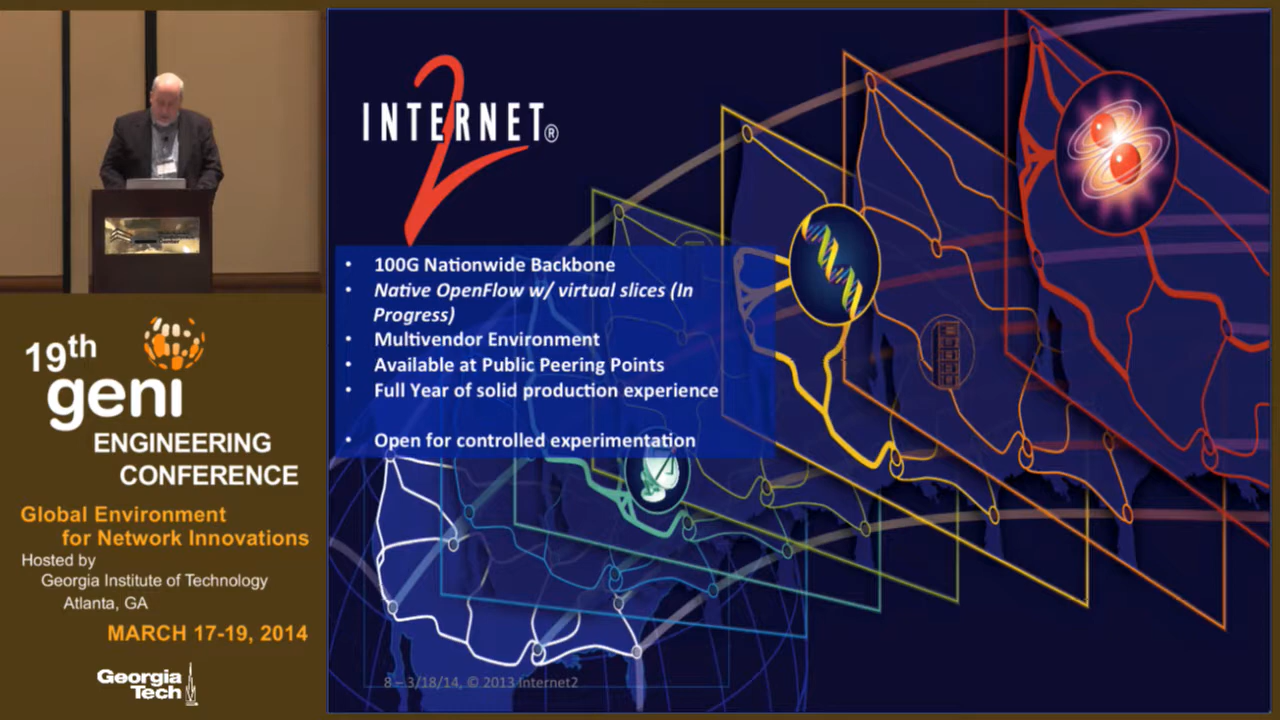 INTERNET2®
• 100G Nationwide Backbone
• Native OpenFlow w/ virtual slices (In
Progress)
• Multivendor Environment
• Available at Public Peering Points
• Full Year of solid production experience
• Open for controlled experimentation
8 – 3/18/14, © 2013 Internet2
19th
geni
ENGINEERING
CONFERENCE
Global Environment
for Network Innovations
Hosted by
Georgia Institute of Technology
Atlanta, GA
MARCH 17-19, 2014
Georgia
Tech